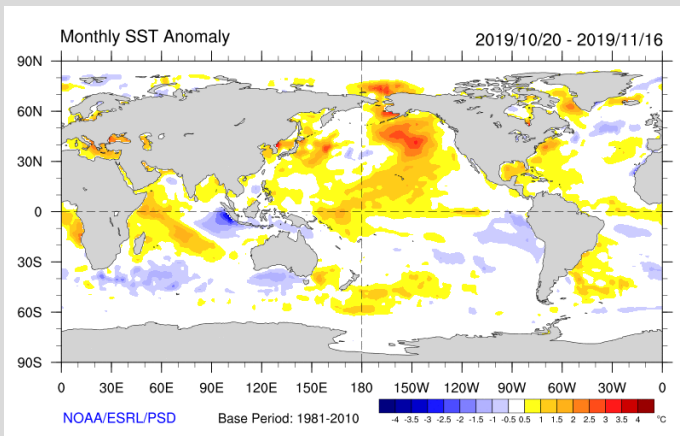 Monthly SST Anomaly 2019/10/20 - 2019/11/16
90N
60N
30N
0
30S
60S
90S
0 30E 60E 90E 120E 150E 180 150W 120W 90W 60W 30W 0
NOAA/ESRL/PSD Base Period: 1981-2010
-4 -3.5 -3 -2.5 -2 -1.5 -1 -0.5 0.5 1 1.5 2 2.5 3 3.5 4 °C